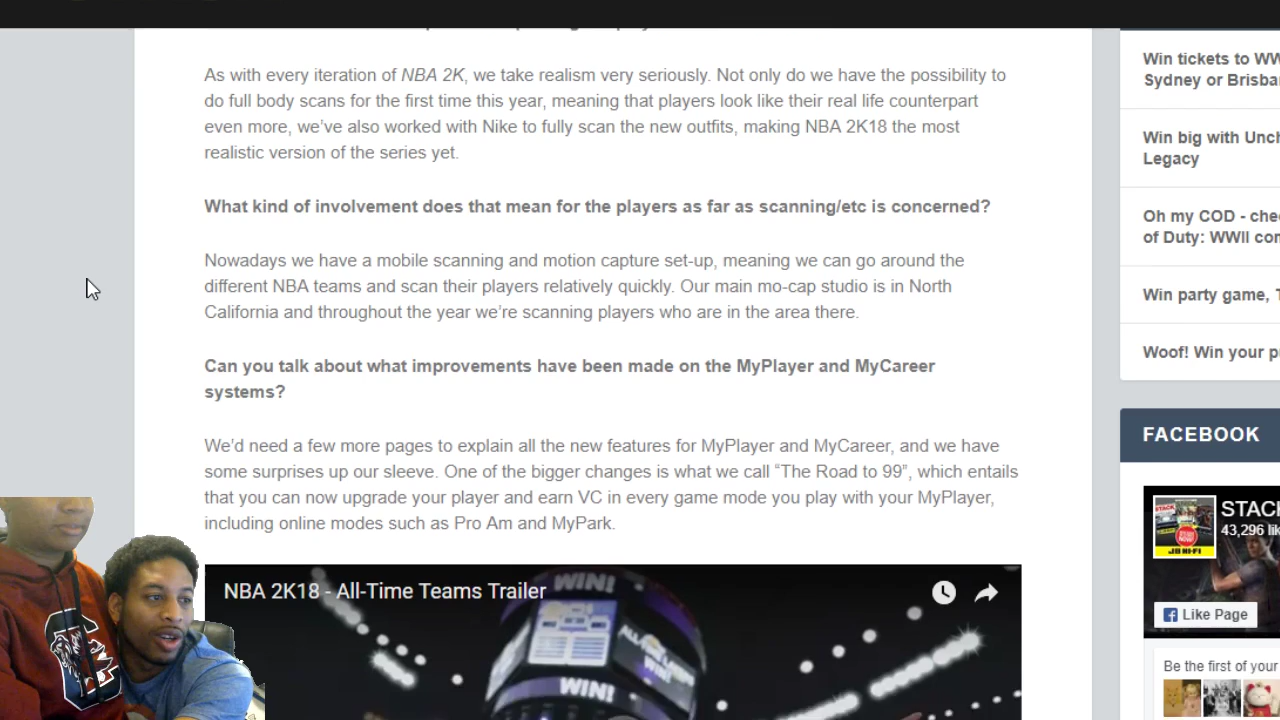 As with every iteration of NBA 2K, we take realism very seriously. Not only do we have the possibility to
do full body scans for the first time this year, meaning that players look like their real life counterpart
even more, we've also worked with Nike to fully scan the new outfits, making NBA 2K18 the most
realistic version of the series yet.
What kind of involvement does that mean for the players as far as scanning/etc is concerned?
Nowadays we have a mobile scanning and motion capture set-up, meaning we can go around the
different NBA teams and scan their players relatively quickly. Our main mo-cap studio is in North
California and throughout the year we're scanning players who are in the area there.
Can you talk about what improvements have been made on the MyPlayer and MyCareer
systems?
We'd need a few more pages to explain all the new features for MyPlayer and MyCareer, and we have
some surprises up our sleeve. One of the bigger changes is what we call “The Road to 99”, which entails
that you can now upgrade your player and earn VC in every game mode you play with your MyPlayer,
including online modes such as Pro Am and MyPark.
NBA 2K18 - All-Time Teams Trailer
WIN!
WIN!
Win tickets to WW
Sydney or Brisba
Win big with Unch
Legacy
Oh my COD - che
of Duty: WWII con
Win party game, T
Woof! Win your p
FACEBOOK
STACK
43,296 lik
STACK
JB HI-FI
Like Page
Be the first of your